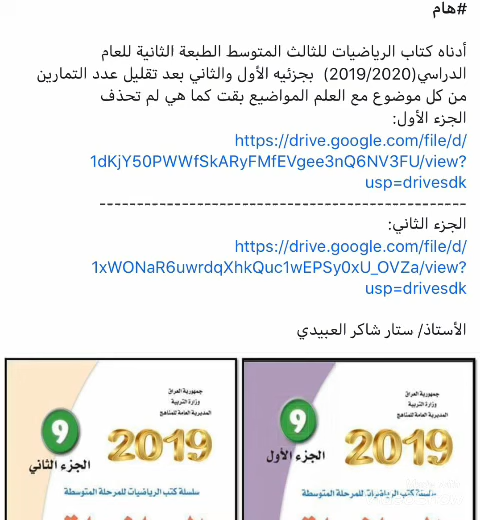 #هام
أدناه كتاب الرياضيات للثالث المتوسط الطبعة الثانية للعام
الدراسي(2019/2020) بجزئيه الأول والثاني بعد تقليل عدد التمارين
من كل موضوع مع العلم المواضيع بقت كما هي لم تحذف
الجزء الأول:
https://drive.google.com/file/d/
1dKjY50PWWfSkARyFMfEVgee3nQ6NV3FU/view?
usp=drivesdk
------------------------------------------------
الجزء الثاني:
https://drive.google.com/file/d/
1xWONaR6uwrdqXhkQuc1wEPSy0xU_OVZa/view?
usp=drivesdk
الأستاذ/ ستار شاكر العبيدي
جمهورية العراق
وزارة التربية
المديرية العامة للمناهج
9
2019
الجزء الأول
سلسلة كتب الرياضيات للمرحلة المتوسطة
جمهورية العراق
وزارة التربية
المديرية العامة للمناهج
9
2019
الجزء الثاني
سلسلة كتب الرياضيات للمرحلة المتوسطة